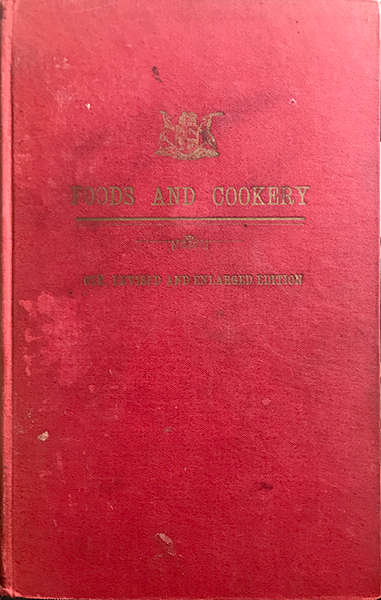 FOODS AND COOKERY
REVISED AND ENLARGED EDITION